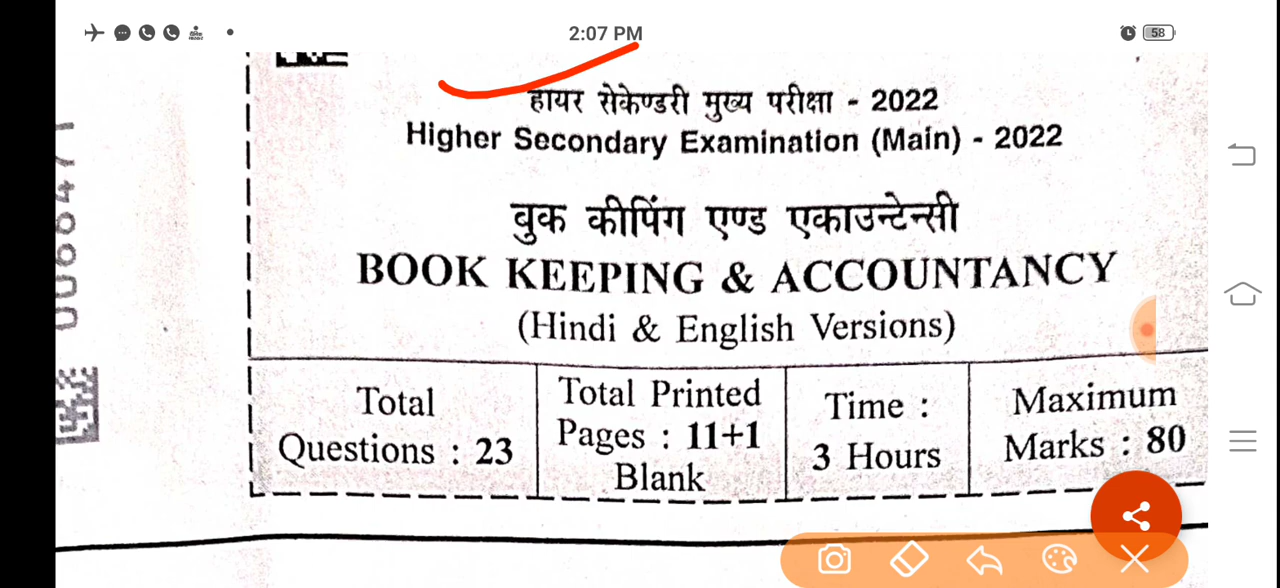 2:07 PM
58
हायर सेकेण्डरी मुख्य परीक्षा - 2022
Higher Secondary Examination (Main) - 2022
बुक कीपिंग एण्ड एकाउन्टेन्सी
BOOK KEEPING & ACCOUNTANCY
(Hindi & English Versions)
Total
Questions : 23
Total Printed
Pages : 11+1
Blank
Time :
3 Hours
Maximum
Marks : 80